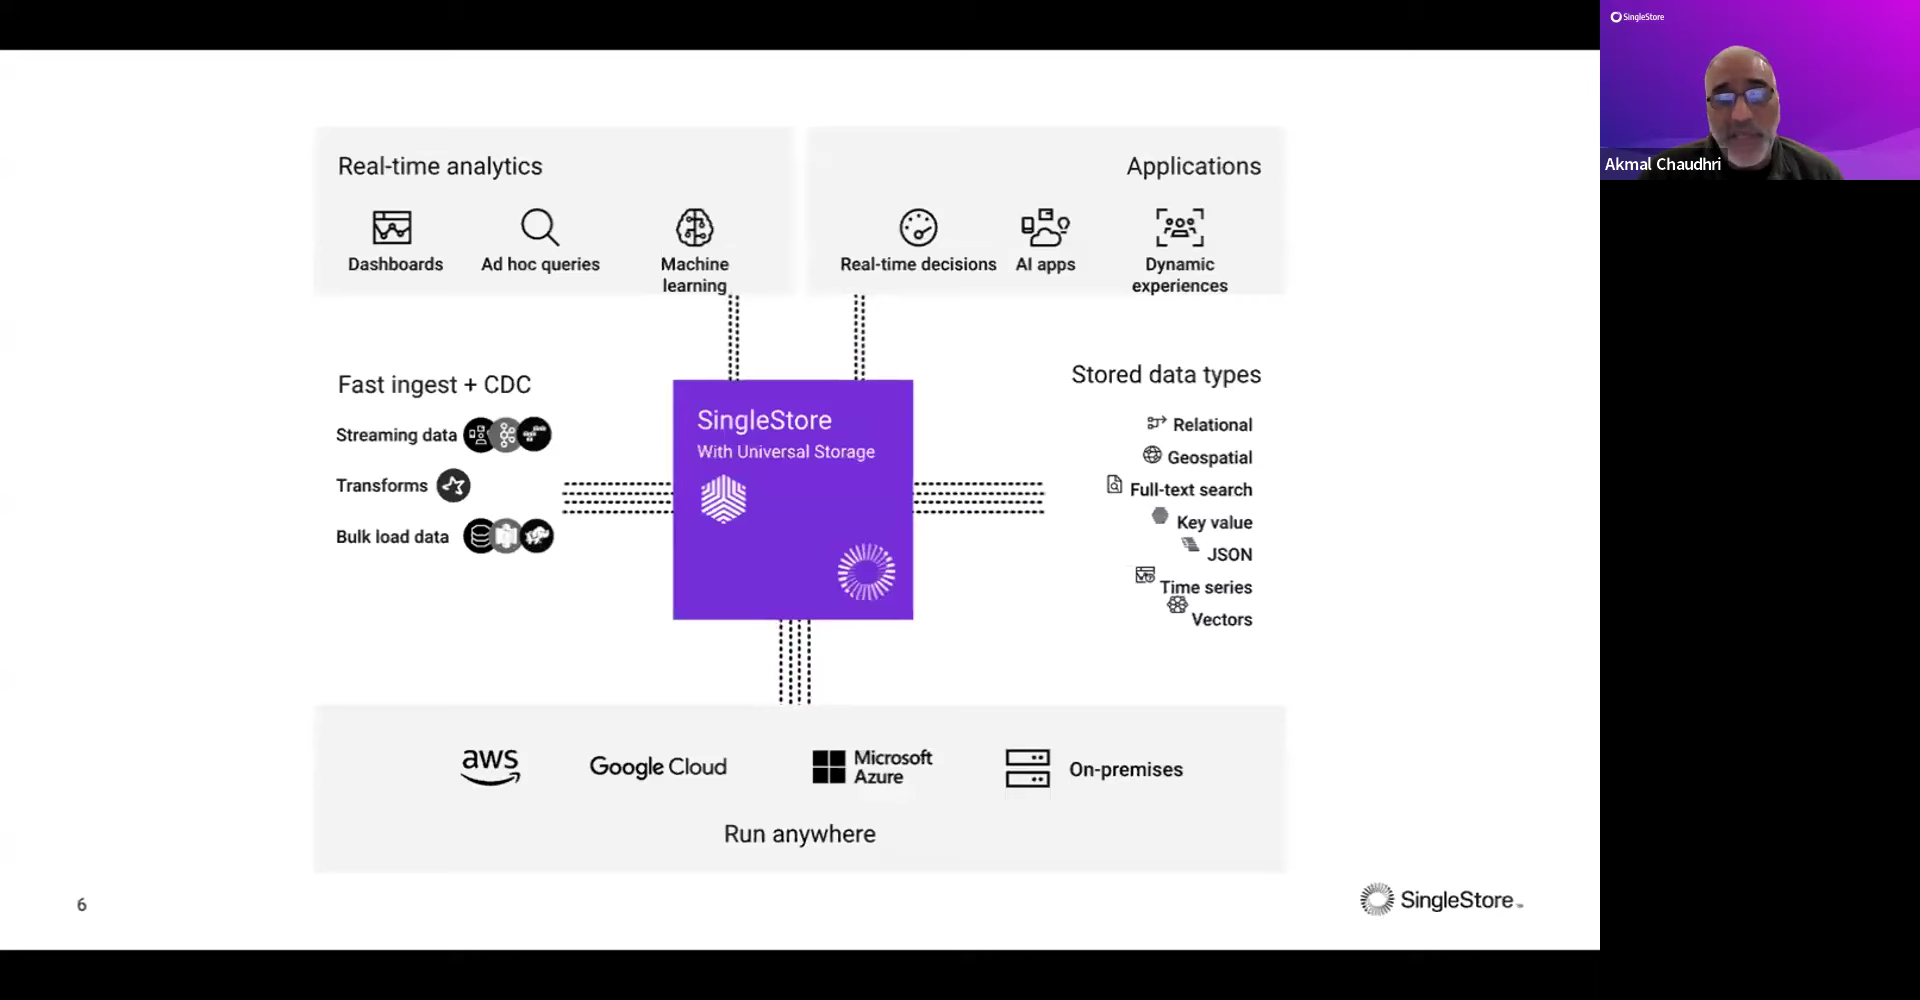 Real-time analytics
Dashboards
Ad hoc queries
Machine
learning
Applications
Real-time decisions
AI apps
Dynamic
experiences
Fast ingest + CDC
Streaming data
Transforms
Bulk load data
SingleStore
With Universal Storage
Stored data types
Relational
Geospatial
Full-text search
Key value
JSON
Time series
Vectors
aws
Google Cloud
Microsoft
Azure
On-premises
Run anywhere
6
SingleStore
SingleStore
Akmal Chaudhri